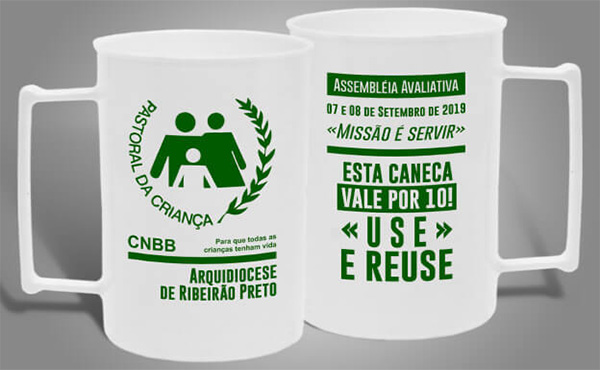 PASTORAL DA CRIANÇA
CNBB
Para que todas as
crianças tenham vida
ARQUIDIOCESE
DE RIBEIRÃO PRETO
ASSEMBLÉIA AVALIATIVA
07 E 08 DE SETEMBRO DE 2019
«MISSÃO É SERVIR»
ESTA CANECA
VALE POR 10!
« USE »
E REUSE